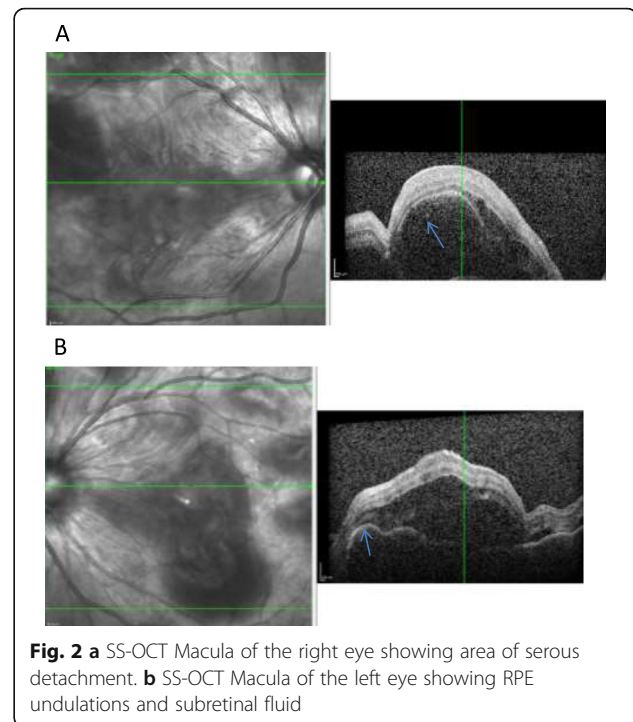 A
B
Fig. 2 a SS-OCT Macula of the right eye showing area of serous
detachment. b SS-OCT Macula of the left eye showing RPE
undulations and subretinal fluid